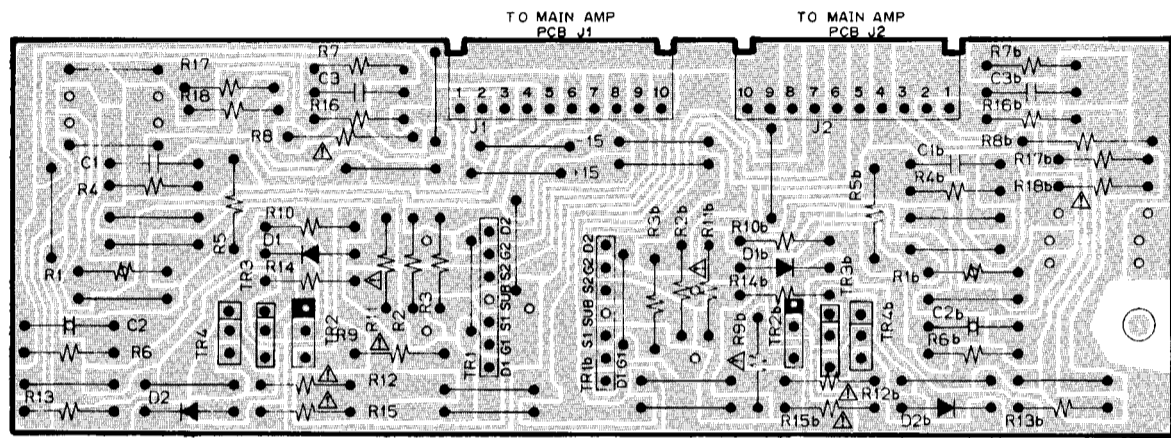 TO MAIN AMP
PCB J1
TO MAIN AMP
PCB J2
R7
C3
R17
R18
R16
R8
1 2 3 4 5 6 7 8 9 10
J1
10 9 8 7 6 5 4 3 2 1
J2
R7b
C3b
R16b
R8b
R17b
R18b
-15
+15
C1
R4
R5
R10
D1
R14
R1
TR3
TR4
TR2
R11
R2
R3
R9
C2
R6
R12
R13
D2
R15
TR1
D1 G1 S1 SUB S2 G2 D2
TR1b
D1 G1 S1 SUB S2 G2 D2
R3b
R2b
R11b
R10b
D1b
R14b
R5b
C1b
R4b
R1b
TR3b
TR2b
TR4b
R9b
C2b
R6b
R12b
R15b
D2b
R13b